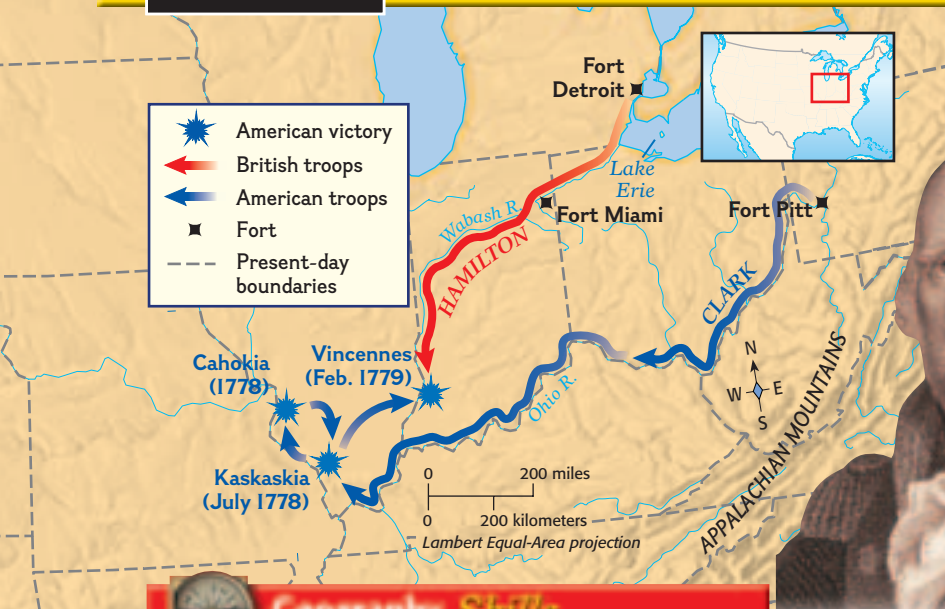 American victory
British troops
American troops
Fort
Present-day
boundaries
Fort
Detroit
Lake
Erie
Fort Miami
Fort Pitt
Wabash R.
HAMILTON
CLARK
Cahokia
(1778)
Vincennes
(Feb. 1779)
Kaskaskia
(July 1778)
Ohio R.
N
W
E
S
APPALACHIAN MOUNTAINS
0
200 miles
0
200 kilometers
Lambert Equal-Area projection
Geography Skills